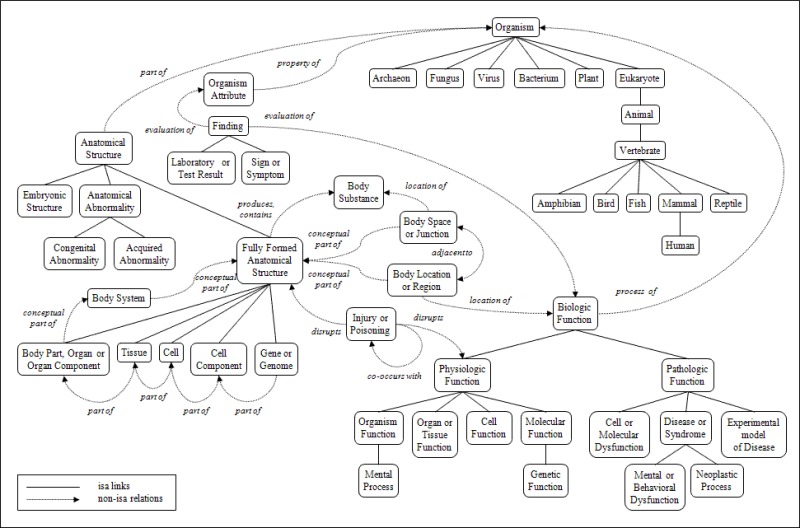 Organism
part of
property of
Organism
Attribute
Archaeon
Fungus
Virus
Bacterium
Plant
Eukaryote
evaluation of
evaluation of
Finding
Animal
Anatomical
Structure
Laboratory or
Test Result
Sign or
Symptom
Vertebrate
Embryonic
Structure
Anatomical
Abnormality
Body
Substance
location of
Amphibian
Bird
Fish
Mammal
Reptile
produces,
contains
Congenital
Abnormality
Acquired
Abnormality
Fully Formed
Anatomical
Structure
conceptual
part of
Body Space
or Junction
Human
adjacent to
conceptual
part of
conceptual
part of
Body Location
or Region
Body System
conceptual
part of
location of
process of
Biologic
Function
Injury or
Poisoning
disrupts
disrupts
co-occurs with
Body Part, Organ or
Organ Component
Tissue
Cell
Cell
Component
Gene or
Genome
part of
part of
part of
part of
Physiologic
Function
Pathologic
Function
Organism
Function
Organ or
Tissue
Function
Cell
Function
Molecular
Function
Cell or
Molecular
Dysfunction
Disease or
Syndrome
Experimental
model
of Disease
Mental
Process
Genetic
Function
Mental or
Behavioral
Dysfunction
Neoplastic
Process
isa links
non-isa relations